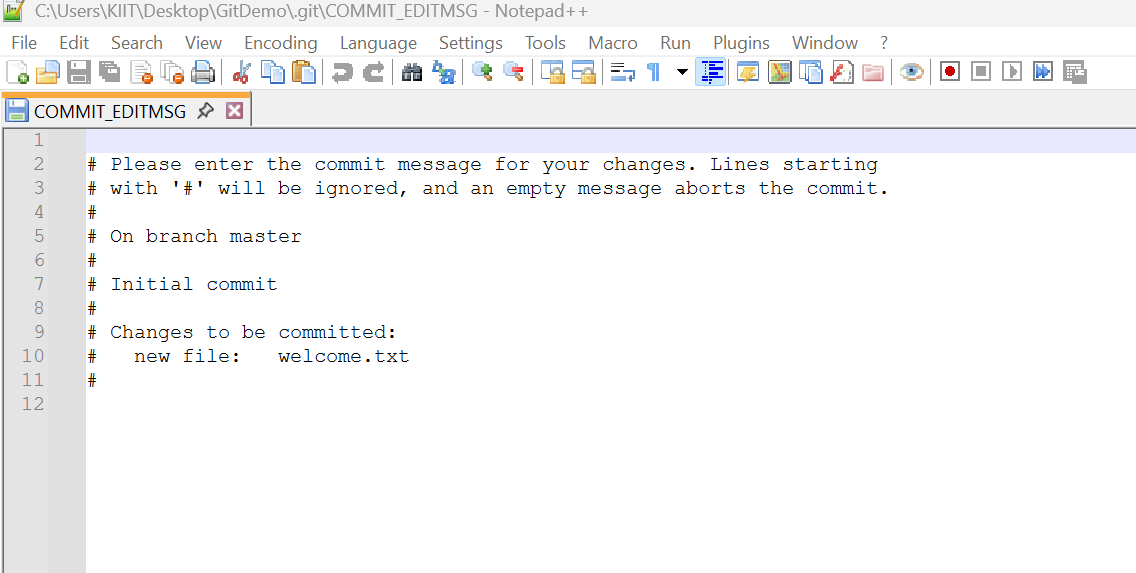 C:\Users\KIIT\Desktop\GitDemo\.git\COMMIT_EDITMSG - Notepad++
File Edit Search View Encoding Language Settings Tools Macro Run Plugins Window ?
COMMIT_EDITMSG
1
2 # Please enter the commit message for your changes. Lines starting
3 # with '#' will be ignored, and an empty message aborts the commit.
4 #
5 # On branch master
6 #
7 # Initial commit
8 #
9 # Changes to be committed:
10 #   new file:   welcome.txt
11 #
12